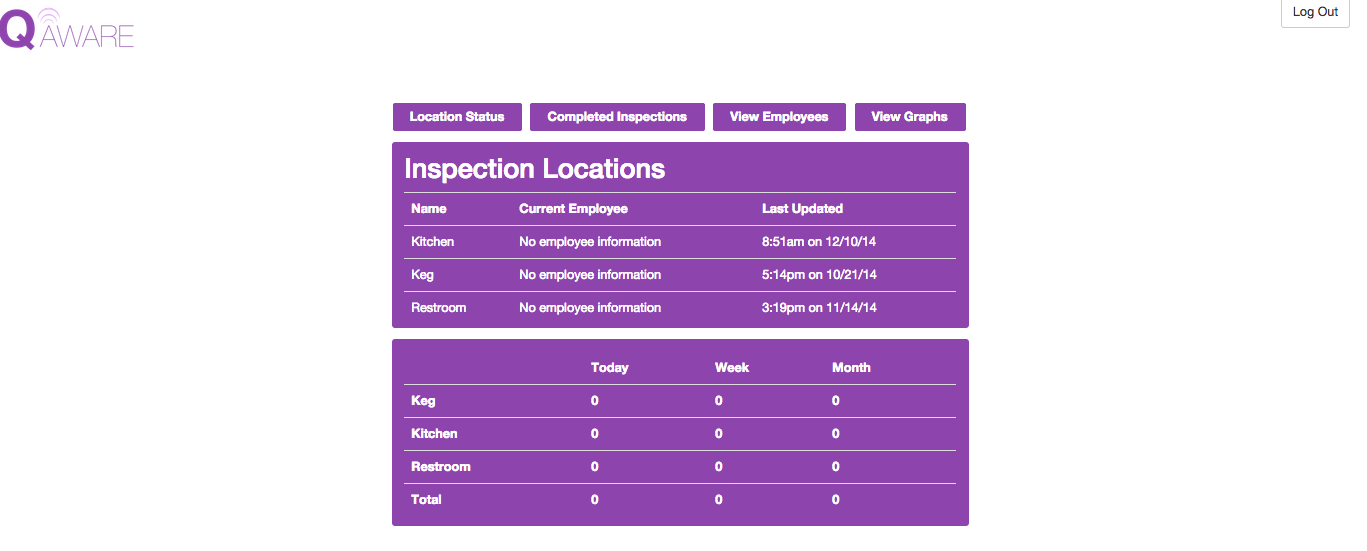 QAWARE
Log Out
Location Status Completed Inspections View Employees View Graphs
Inspection Locations
Name Current Employee Last Updated
Kitchen No employee information 8:51am on 12/10/14
Keg No employee information 5:14pm on 10/21/14
Restroom No employee information 3:19pm on 11/14/14
Today Week Month
Keg 0 0 0
Kitchen 0 0 0
Restroom 0 0 0
Total 0 0 0